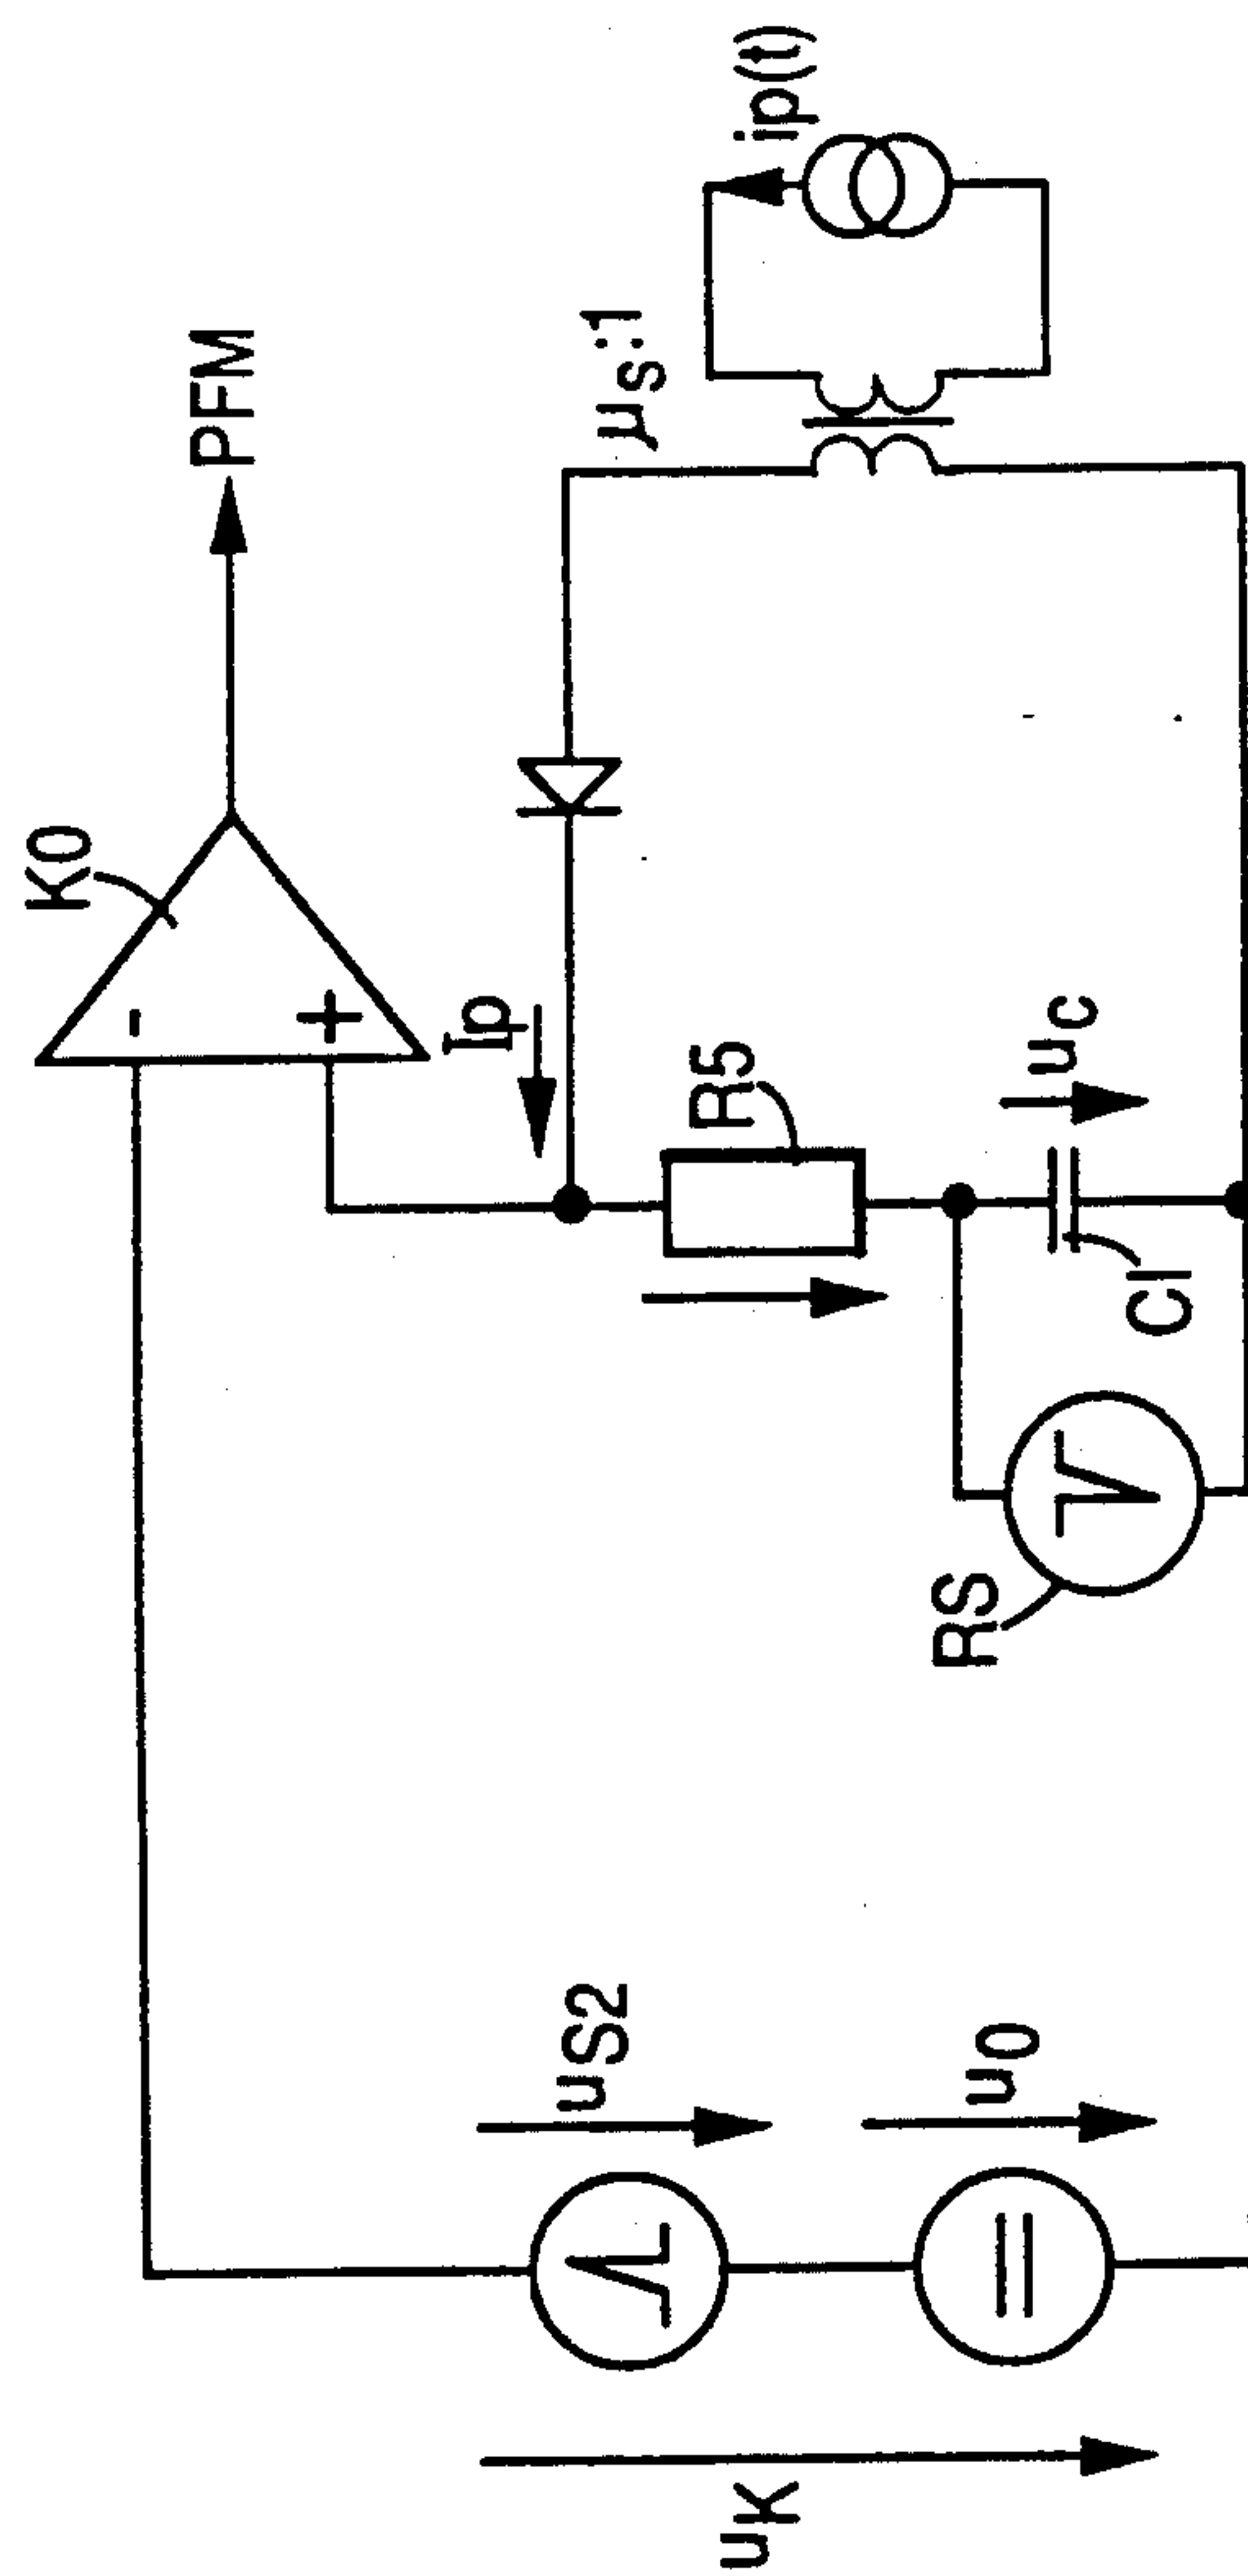 K0
-
PFM
+
Ip
uS2
µS:1
R5
uK
ip(t)
RS
u0
uC
CI
=